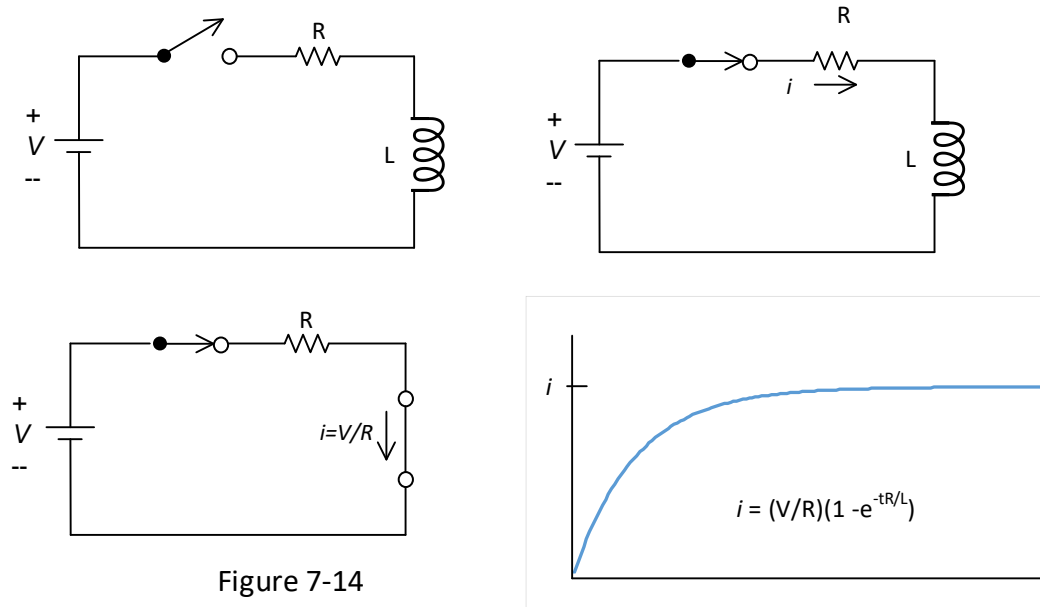 R
+
V
--
L
R
i
+
V
--
L
R
+
V
--
i=V/R
i
i = (V/R)(1 -e^-tR/L)
Figure 7-14